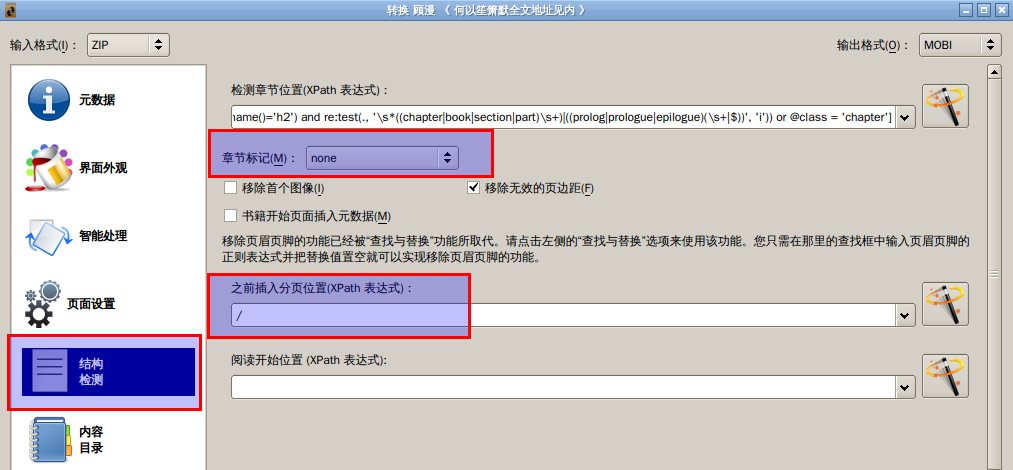 转换 顾漫 《 何以笙箫默全文地址见内 》
输入格式(I)： ZIP 输出格式(O)： MOBI
元数据
界面外观
智能处理
页面设置
结构
检测
内容
目录
检测章节位置(XPath 表达式)：
name()='h2') and re:test(., '\s*((chapter|book|section|part)\s+)|((prolog|prologue|epilogue)(\s+|$))', 'i')) or @class = 'chapter']
章节标记(M)： none
移除首个图像(I) 移除无效的页边距(F)
书籍开始页面插入元数据(M)
移除页眉页脚的功能已经被“查找与替换”功能所取代。请点击左侧的“查找与替换”选项来使用该功能。您只需在那里的查找框中输入页眉页脚的
正则表达式并把替换值置空就可以实现移除页眉页脚的功能。
之前插入分页位置(XPath 表达式)：
/
阅读开始位置 (XPath 表达式):